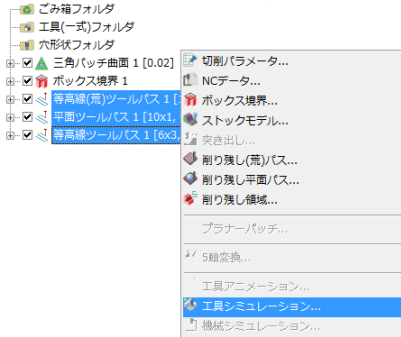 ごみ箱フォルダ
工具(一式)フォルダ
穴形状フォルダ
三角パッチ曲面 1 [0.02]
ボックス境界 1
等高線(荒)ツールパス 1 [
平面ツールパス 1 [10x1,
等高線ツールパス 1 [6x3,
切削パラメータ...
NCデータ...
ボックス境界...
ストックモデル...
突き出し...
削り残し(荒)パス...
削り残し平面パス...
削り残し領域...
プラナーパッチ...
5軸変換...
工具アニメーション...
工具シミュレーション...
機械シミュレーション...